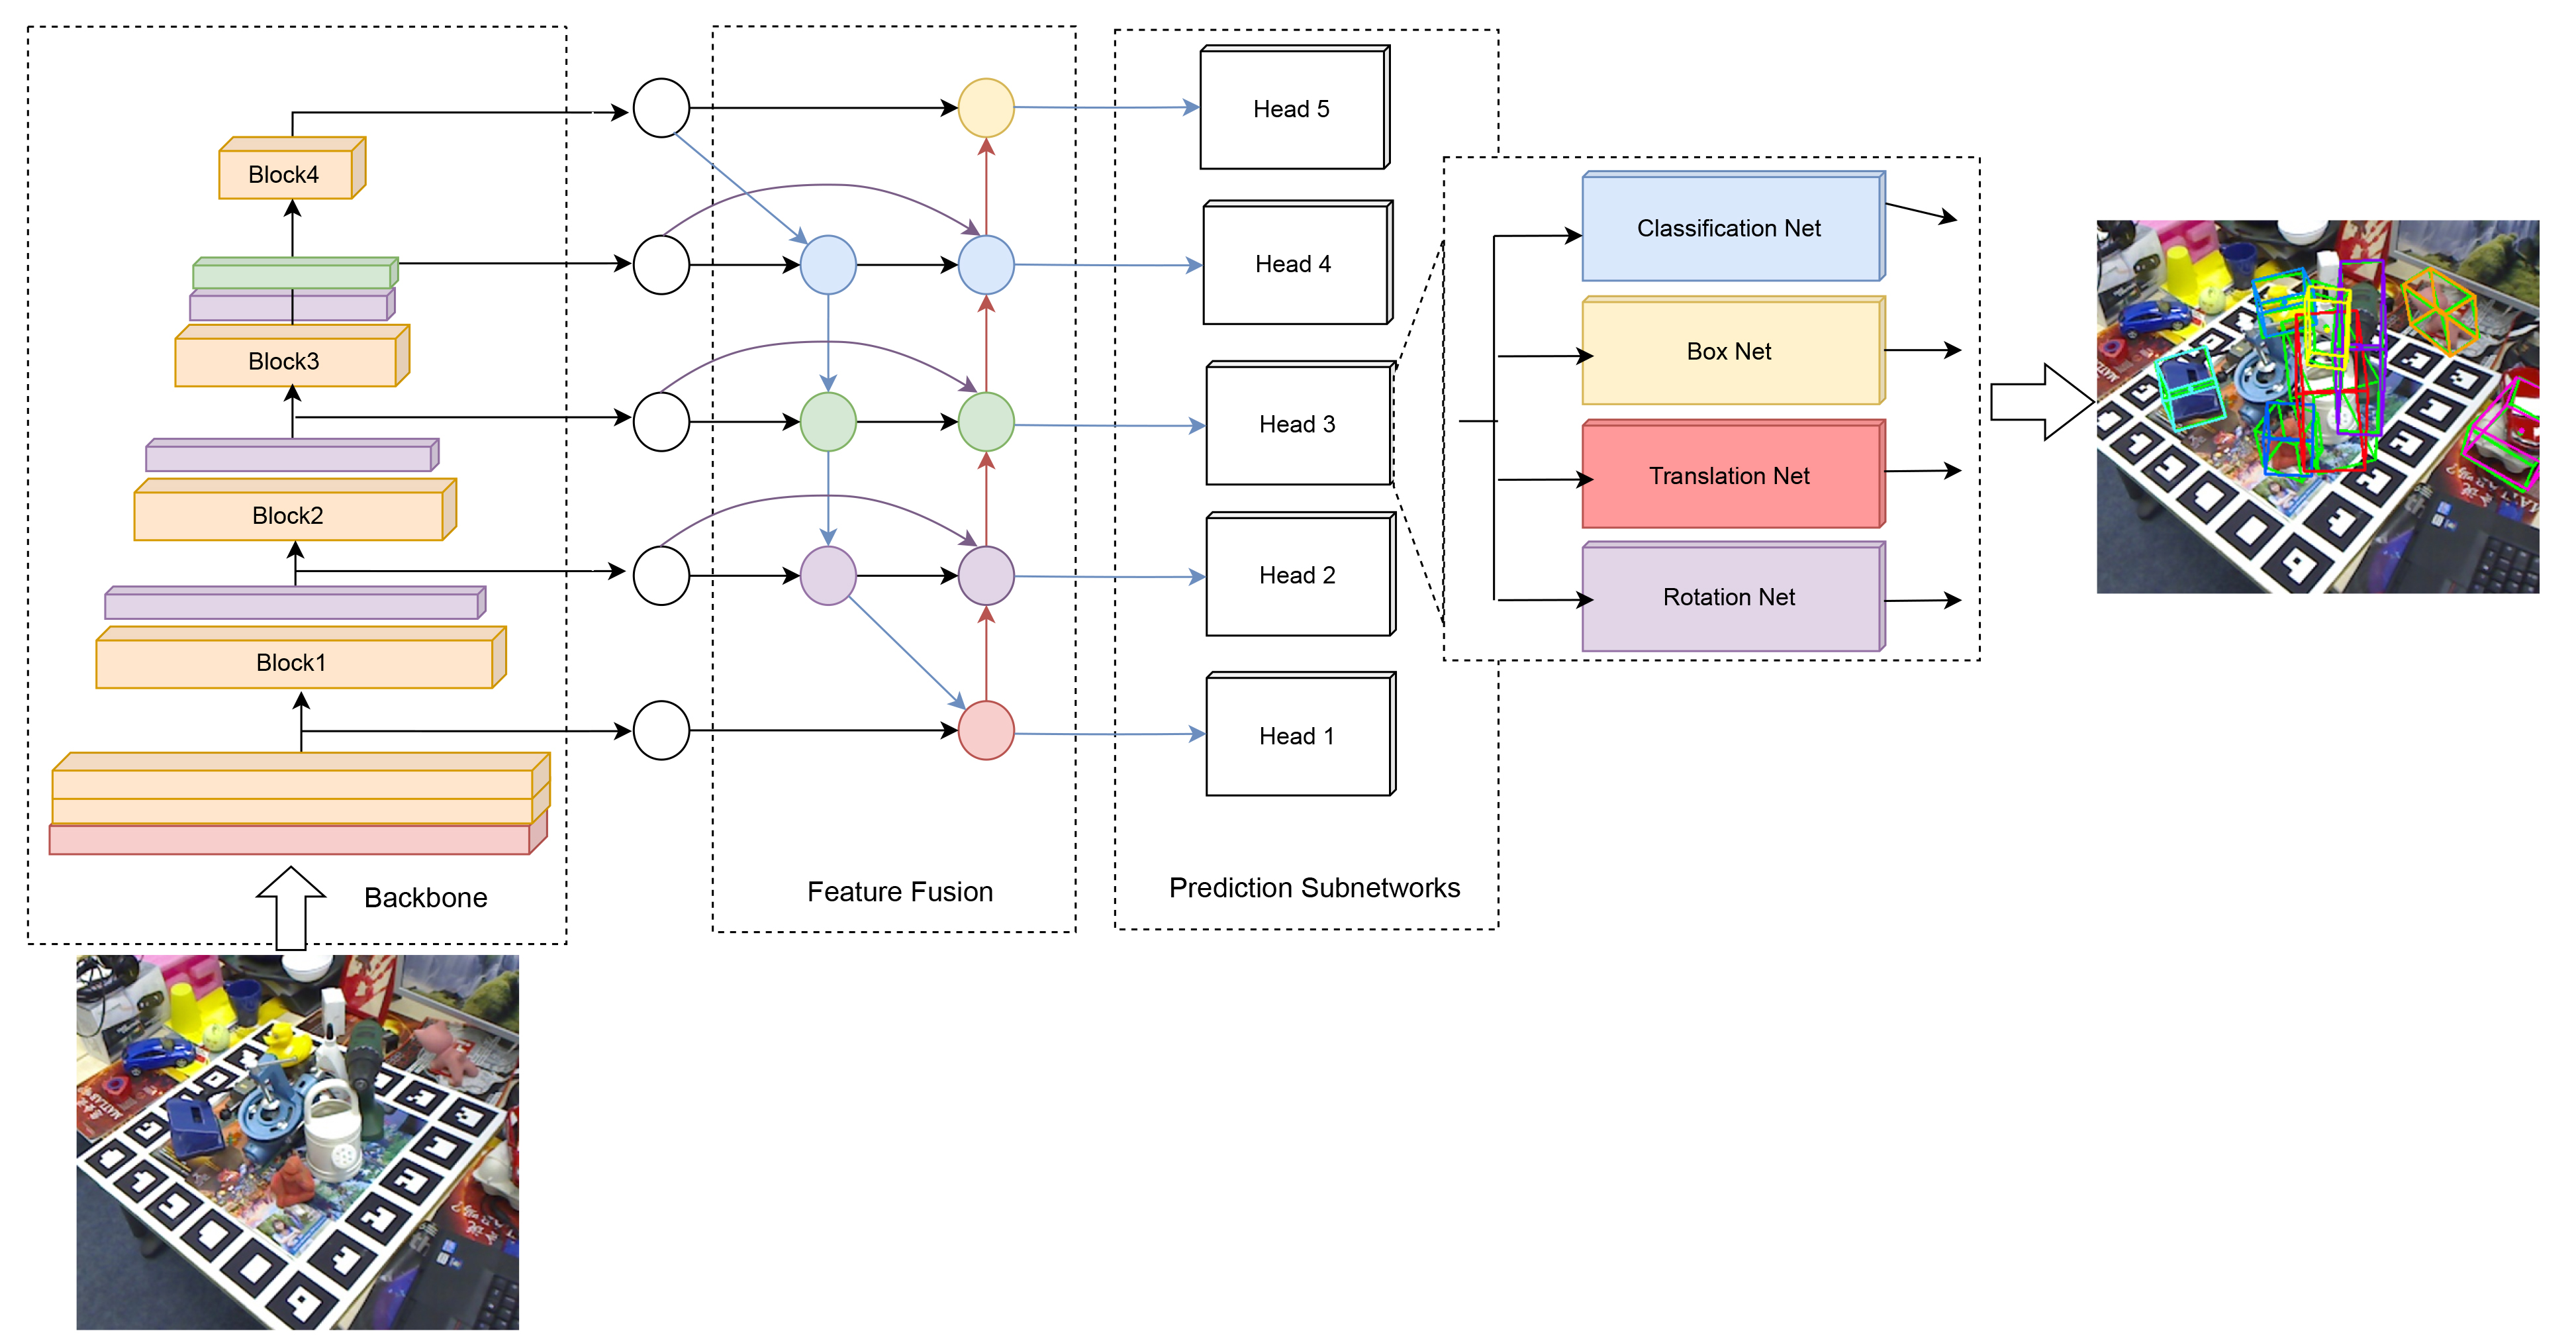 Block4
Block3
Block2
Block1
Backbone
Feature Fusion
Head 5
Head 4
Head 3
Head 2
Head 1
Prediction Subnetworks
Classification Net
Box Net
Translation Net
Rotation Net